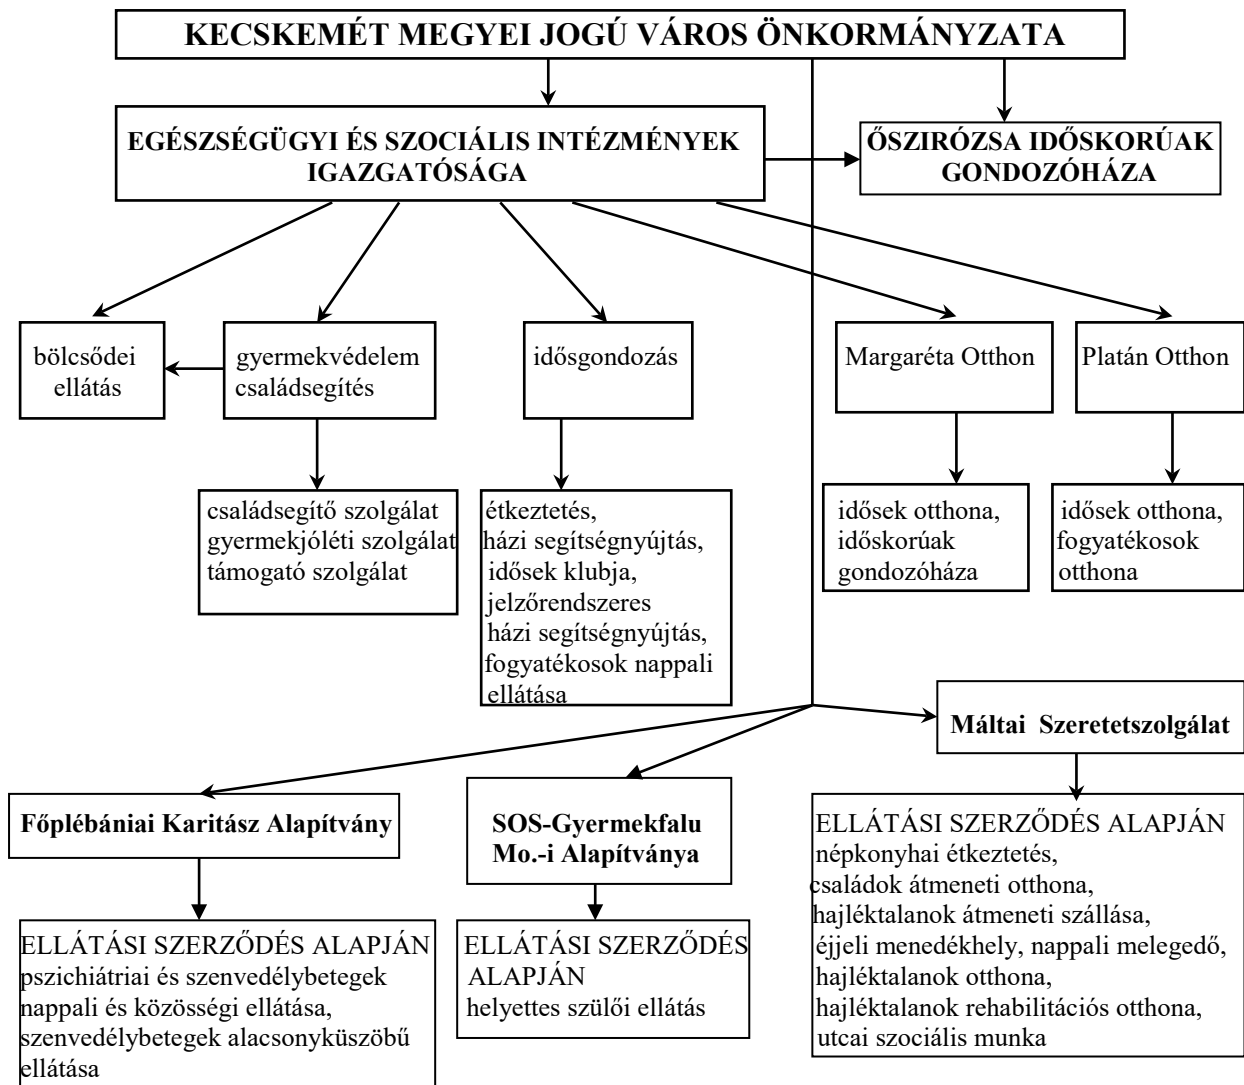 KECSKEMÉT MEGYEI JOGÚ VÁROS ÖNKORMÁNYZATA
EGÉSZSÉGÜGYI ÉS SZOCIÁLIS INTÉZMÉNYEK
IGAZGATÓSÁGA
ŐSZIRÓZSA IDŐSKORÚAK
GONDOZÓHÁZA
bölcsődei
ellátás
gyermekvédelem
családsegítés
idősgondozás
Margaréta Otthon
Platán Otthon
családsegítő szolgálat
gyermekjóléti szolgálat
támogató szolgálat
étkeztetés,
házi segítségnyújtás,
idősek klubja,
jelzőrendszeres
házi segítségnyújtás,
fogyatékosok nappali
ellátása
idősek otthona,
időskorúak
gondozóháza
idősek otthona,
fogyatékosok
otthona
Máltai Szeretetszolgálat
Főplébániai Karitász Alapítvány
SOS-Gyermekfalu
Mo.-i Alapítványa
ELLÁTÁSI SZERZŐDÉS ALAPJÁN
népkonyhai étkeztetés,
családok átmeneti otthona,
hajléktalanok átmeneti szállása,
éjjeli menedékhely, nappali melegedő,
hajléktalanok otthona,
hajléktalanok rehabilitációs otthona,
utcai szociális munka
ELLÁTÁSI SZERZŐDÉS ALAPJÁN
pszichiátriai és szenvedélybetegek
nappali és közösségi ellátása,
szenvedélybetegek alacsonyküszöbű
ellátása
ELLÁTÁSI SZERZŐDÉS
ALAPJÁN
helyettes szülői ellátás